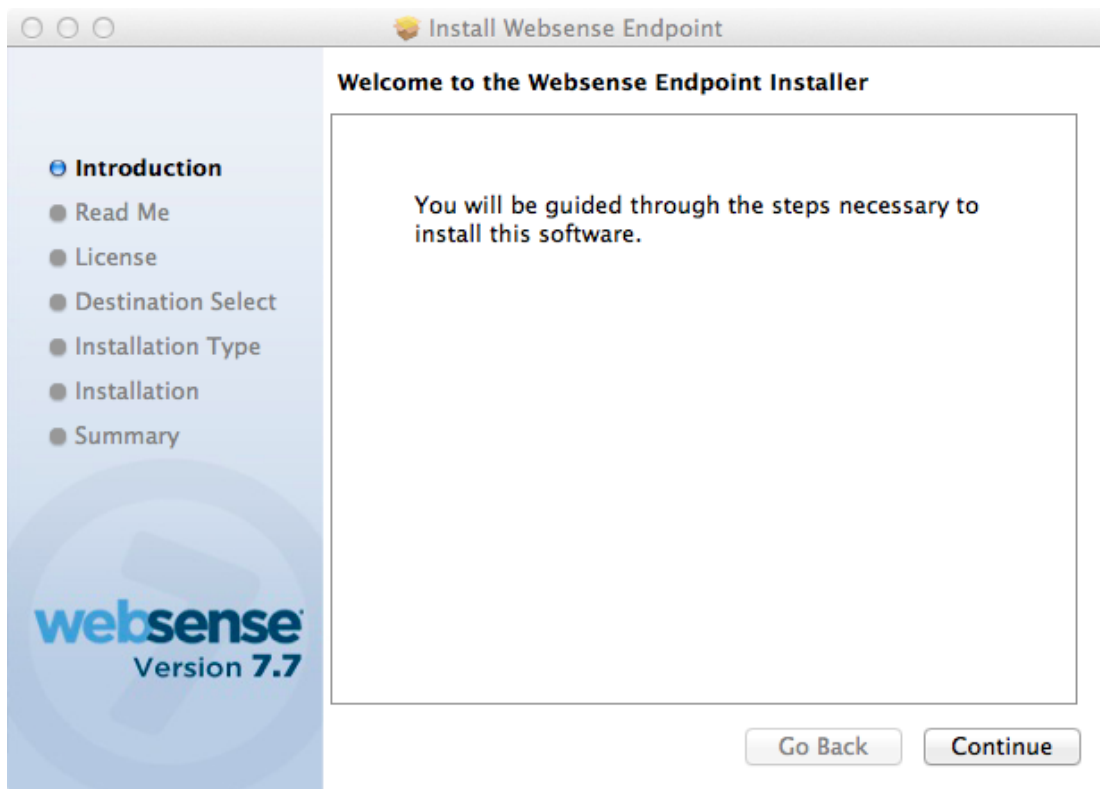 Install Websense Endpoint
Welcome to the Websense Endpoint Installer
Introduction
Read Me
License
Destination Select
Installation Type
Installation
Summary
You will be guided through the steps necessary to
install this software.
websense
Version 7.7
Go Back
Continue